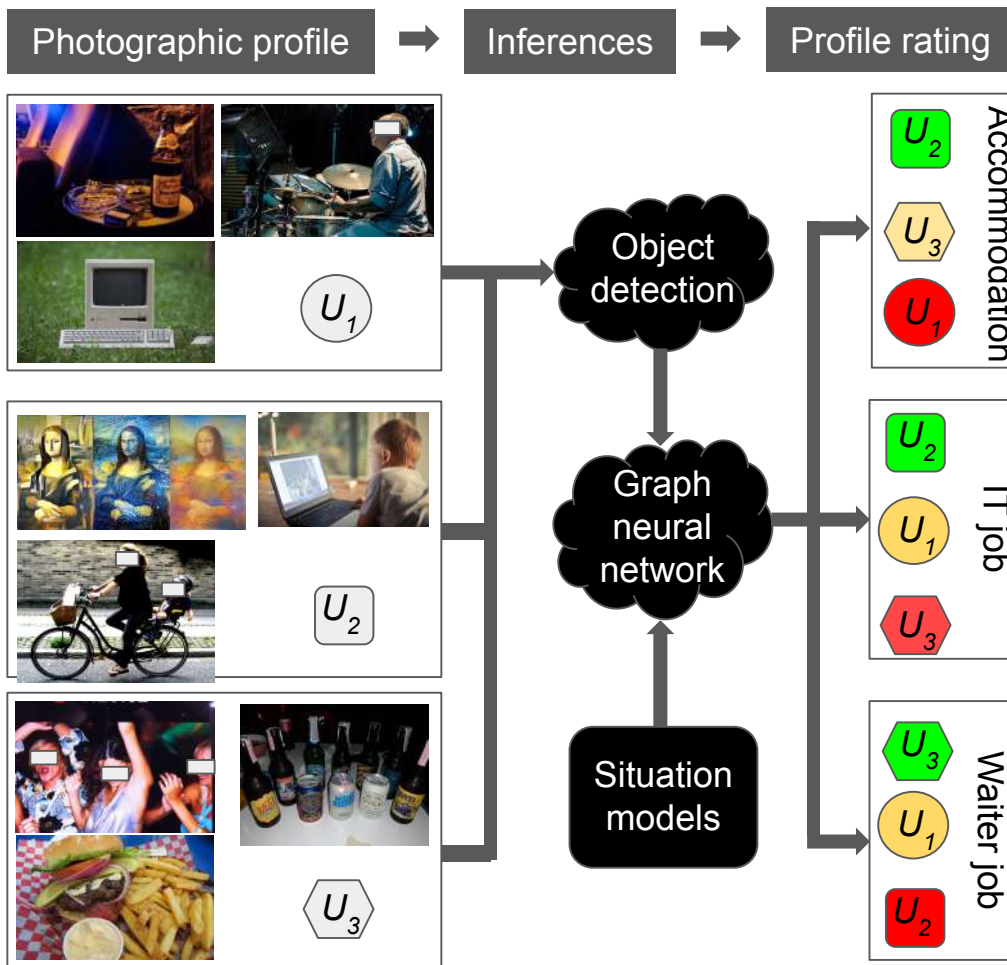 Photographic profile
Inferences
Profile rating
U1
U2
U3
Object
detection
Graph
neural
network
Situation
models
U2
U3
U1
Accommodation
U2
U1
U3
IT job
U3
U1
U2
Waiter job